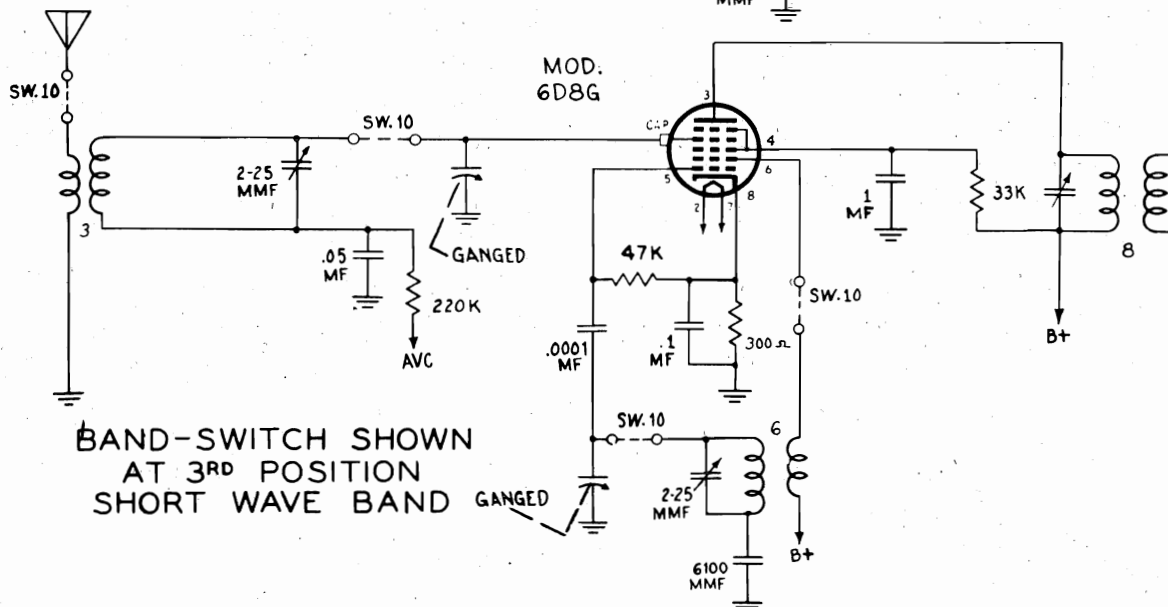 MMF
SW.10
MOD.
6D8G
3
SW.10
CAP
4
6
5
8
2
7
2-25
MMF
3
.05
MF
GANGED
220K
AVC
47K
.0001
MF
.1
MF
300Ω
1
MF
33K
8
SW.10
B+
BAND-SWITCH SHOWN
AT 3RD POSITION
SHORT WAVE BAND
GANGED
SW.10
6
2-25
MMF
B+
6100
MMF